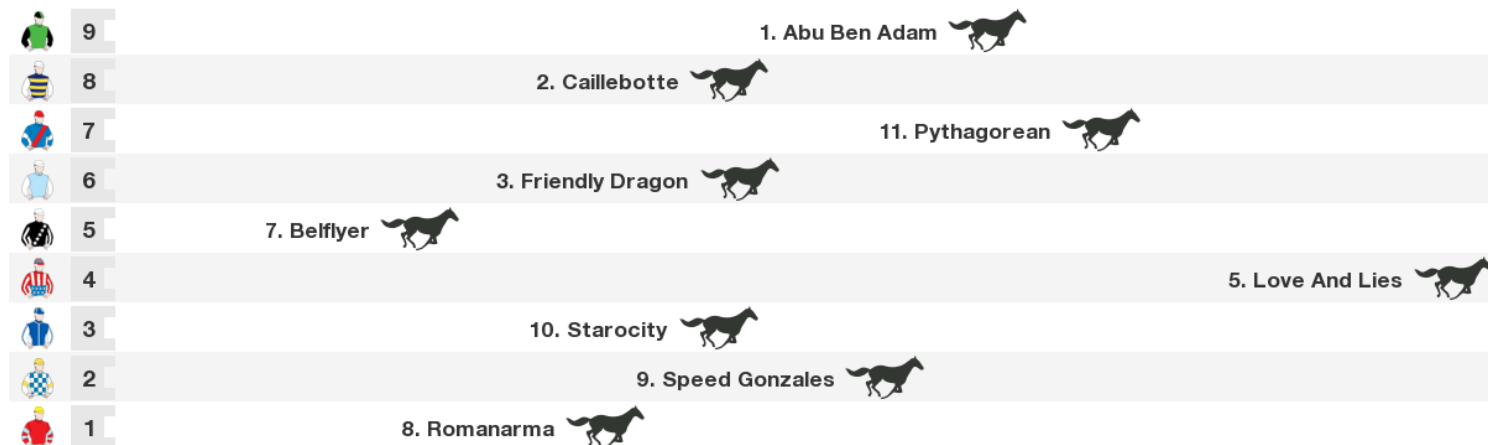 9 1. Abu Ben Adam
8 2. Caillebotte
7 11. Pythagorean
6 3. Friendly Dragon
5 7. Belflyer
4 5. Love And Lies
3 10. Starocity
2 9. Speed Gonzales
1 8. Romanarma